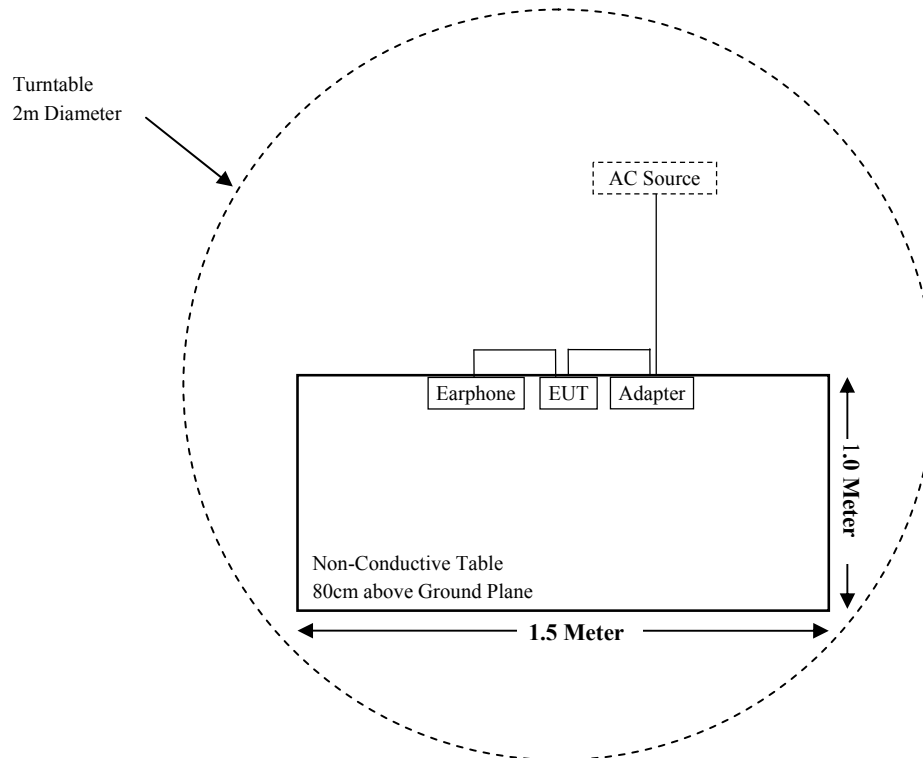 Turntable
2m Diameter
AC Source
Earphone
EUT
Adapter
1.0 Meter
Non-Conductive Table
80cm above Ground Plane
1.5 Meter